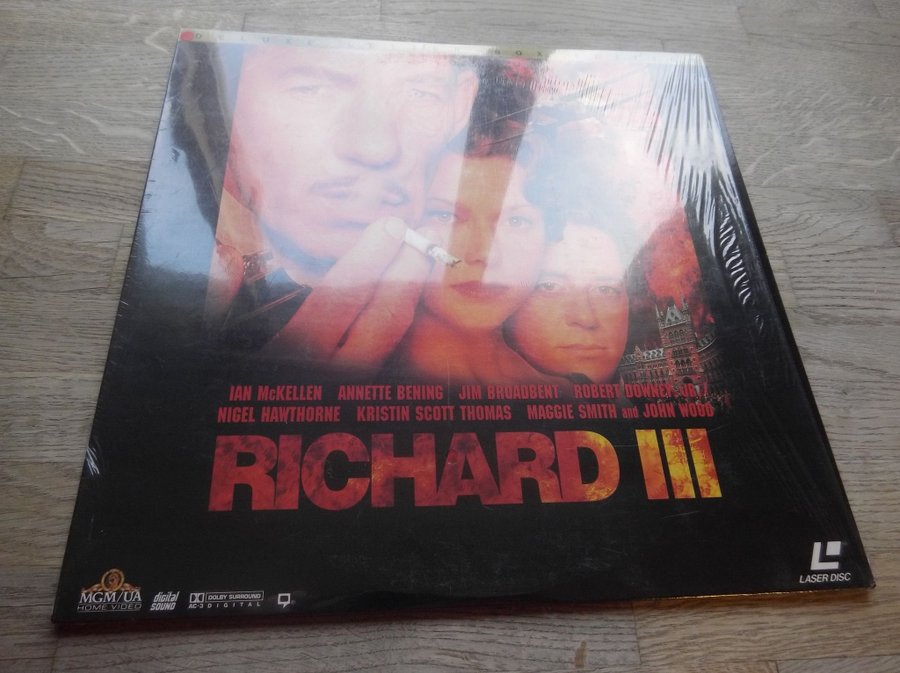 IAN McKELLEN ANNETTE BENING JIM BROADBENT ROBERT DOWNEY JR.
NIGEL HAWTHORNE KRISTIN SCOTT THOMAS MAGGIE SMITH and JOHN WOOD
RICHARD III
MGM/UA
HOME VIDEO
digital
SOUND
DOLBY SURROUND
AC-3 DIGITAL
LASER DISC